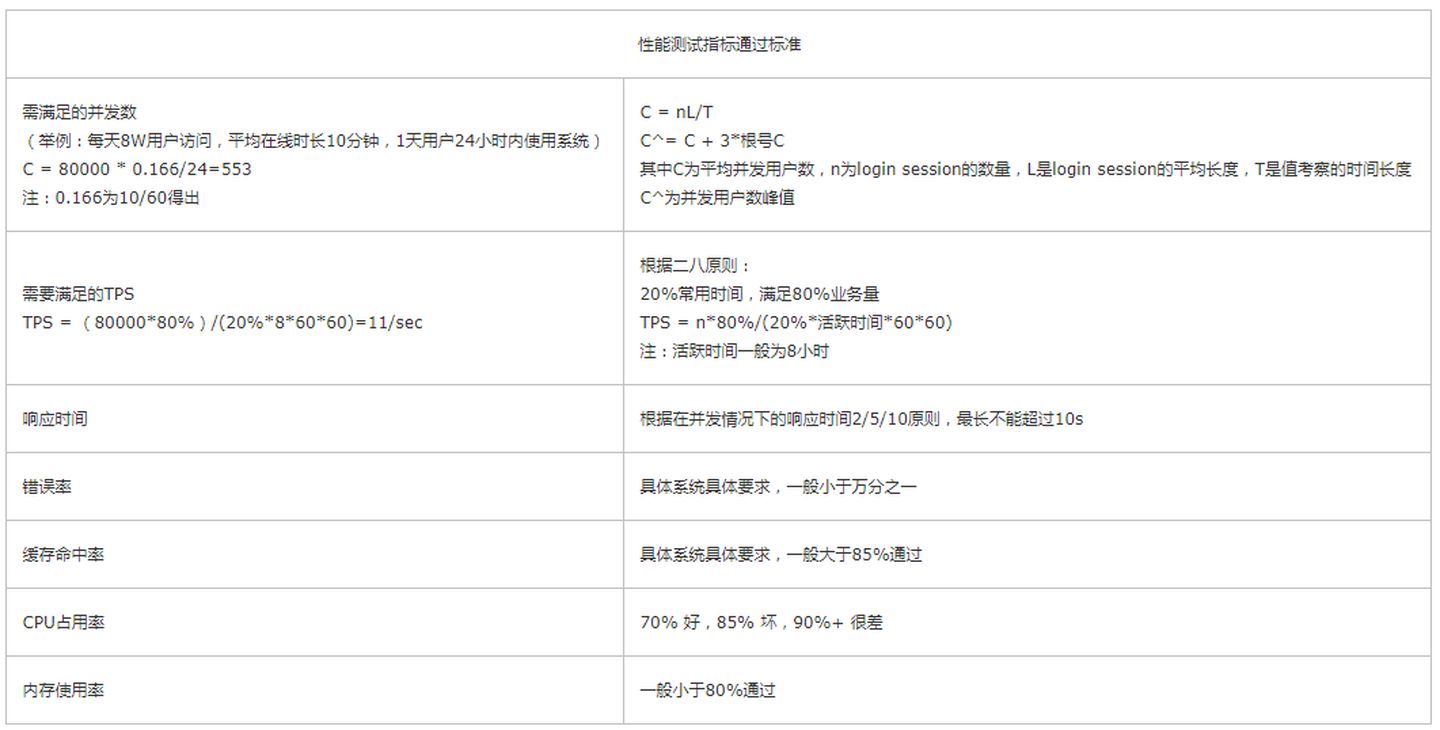 性能测试指标通过标准
需满足的并发数
（举例：每天8W用户访问，平均在线时长10分钟，1天用户24小时内使用系统）
C = 80000 * 0.166/24=553
注：0.166为10/60得出
C = nL/T
C^= C + 3*根号C
其中C为平均并发用户数，n为login session的数量，L是login session的平均长度，T是值考察的时间长度
C^为并发用户数峰值
需要满足的TPS
TPS = （80000*80%）/(20%*8*60*60)=11/sec
根据二八原则：
20%常用时间，满足80%业务量
TPS = n*80%/(20%*活跃时间*60*60)
注：活跃时间一般为8小时
响应时间
根据在并发情况下的响应时间2/5/10原则，最长不能超过10s
错误率
具体系统具体要求，一般小于万分之一
缓存命中率
具体系统具体要求，一般大于85%通过
CPU占用率
70% 好，85% 坏，90%+ 很差
内存使用率
一般小于80%通过